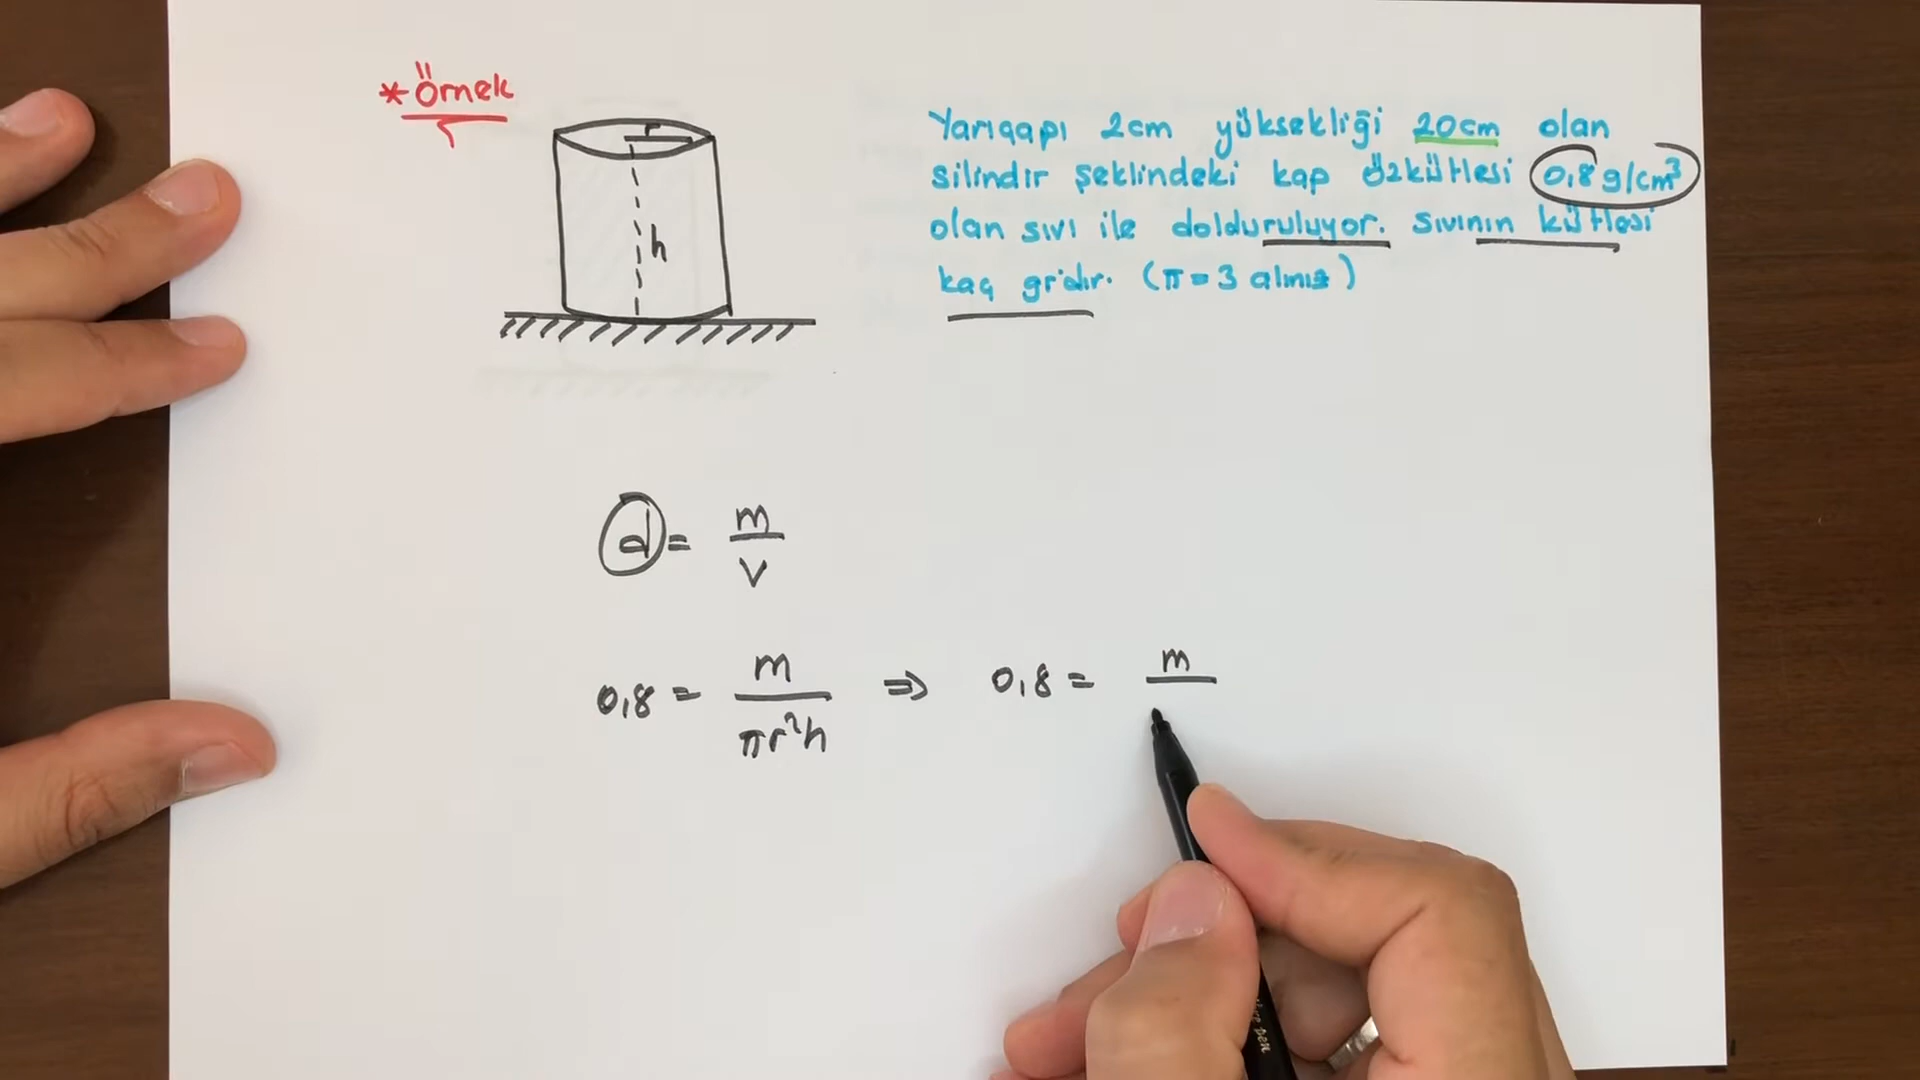 * Örnek
r
h
Yarıçapı 2cm yüksekliği 20cm olan
silindir şeklindeki kap özkütlesi 0,8 g/cm³
olan sıvı ile dolduruluyor. sıvının kütlesi
kaç gr'dır. (π = 3 alınız)
d = m/V
0,8 = m/πr²h ⇒ 0,8 = m/